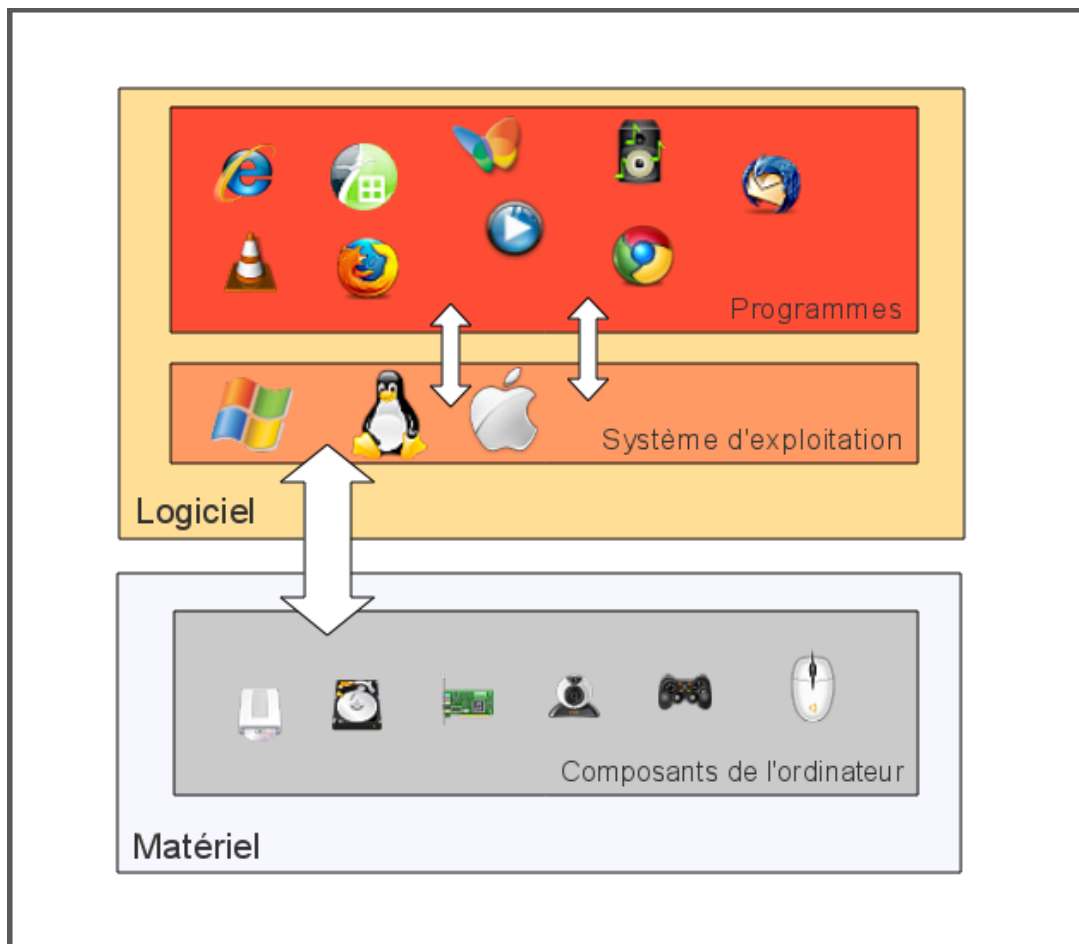 Programmes
Système d'exploitation
Logiciel
Composants de l'ordinateur
Matériel